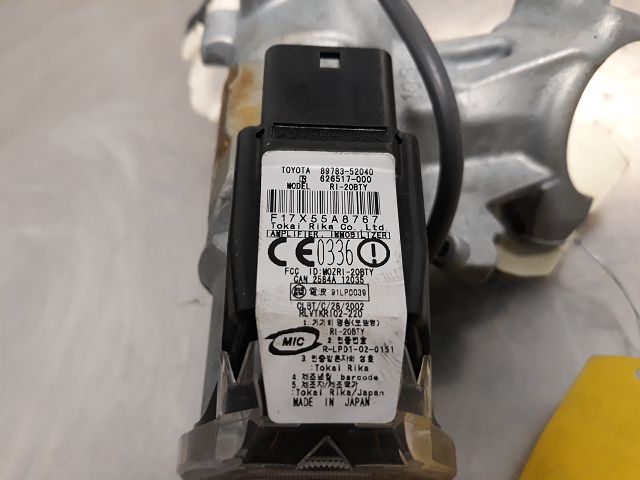 TOYOTA 89783-52040
626517-000
MODEL RI-20BTY
F17X55A8767
Tokai Rika Co. Ltd.
AMPLIFIER, IMMOBILIZER
CE0336
FCC ID:MOZRI-20BTY
CAN 2584A 12035
電波 91LPD039
CLBT/C/26/2002
RLVTKRI02-220
1. 기기의 명칭(모델명)
RI-20BTY
MIC 2. 인증번호
R-LPD1-02-0151
3. 인증받은자의 상호
:Tokai Rika
4. 제조년월 barcode
5. 제조자/제조국가
:Tokai Rika/Japan
MADE IN JAPAN